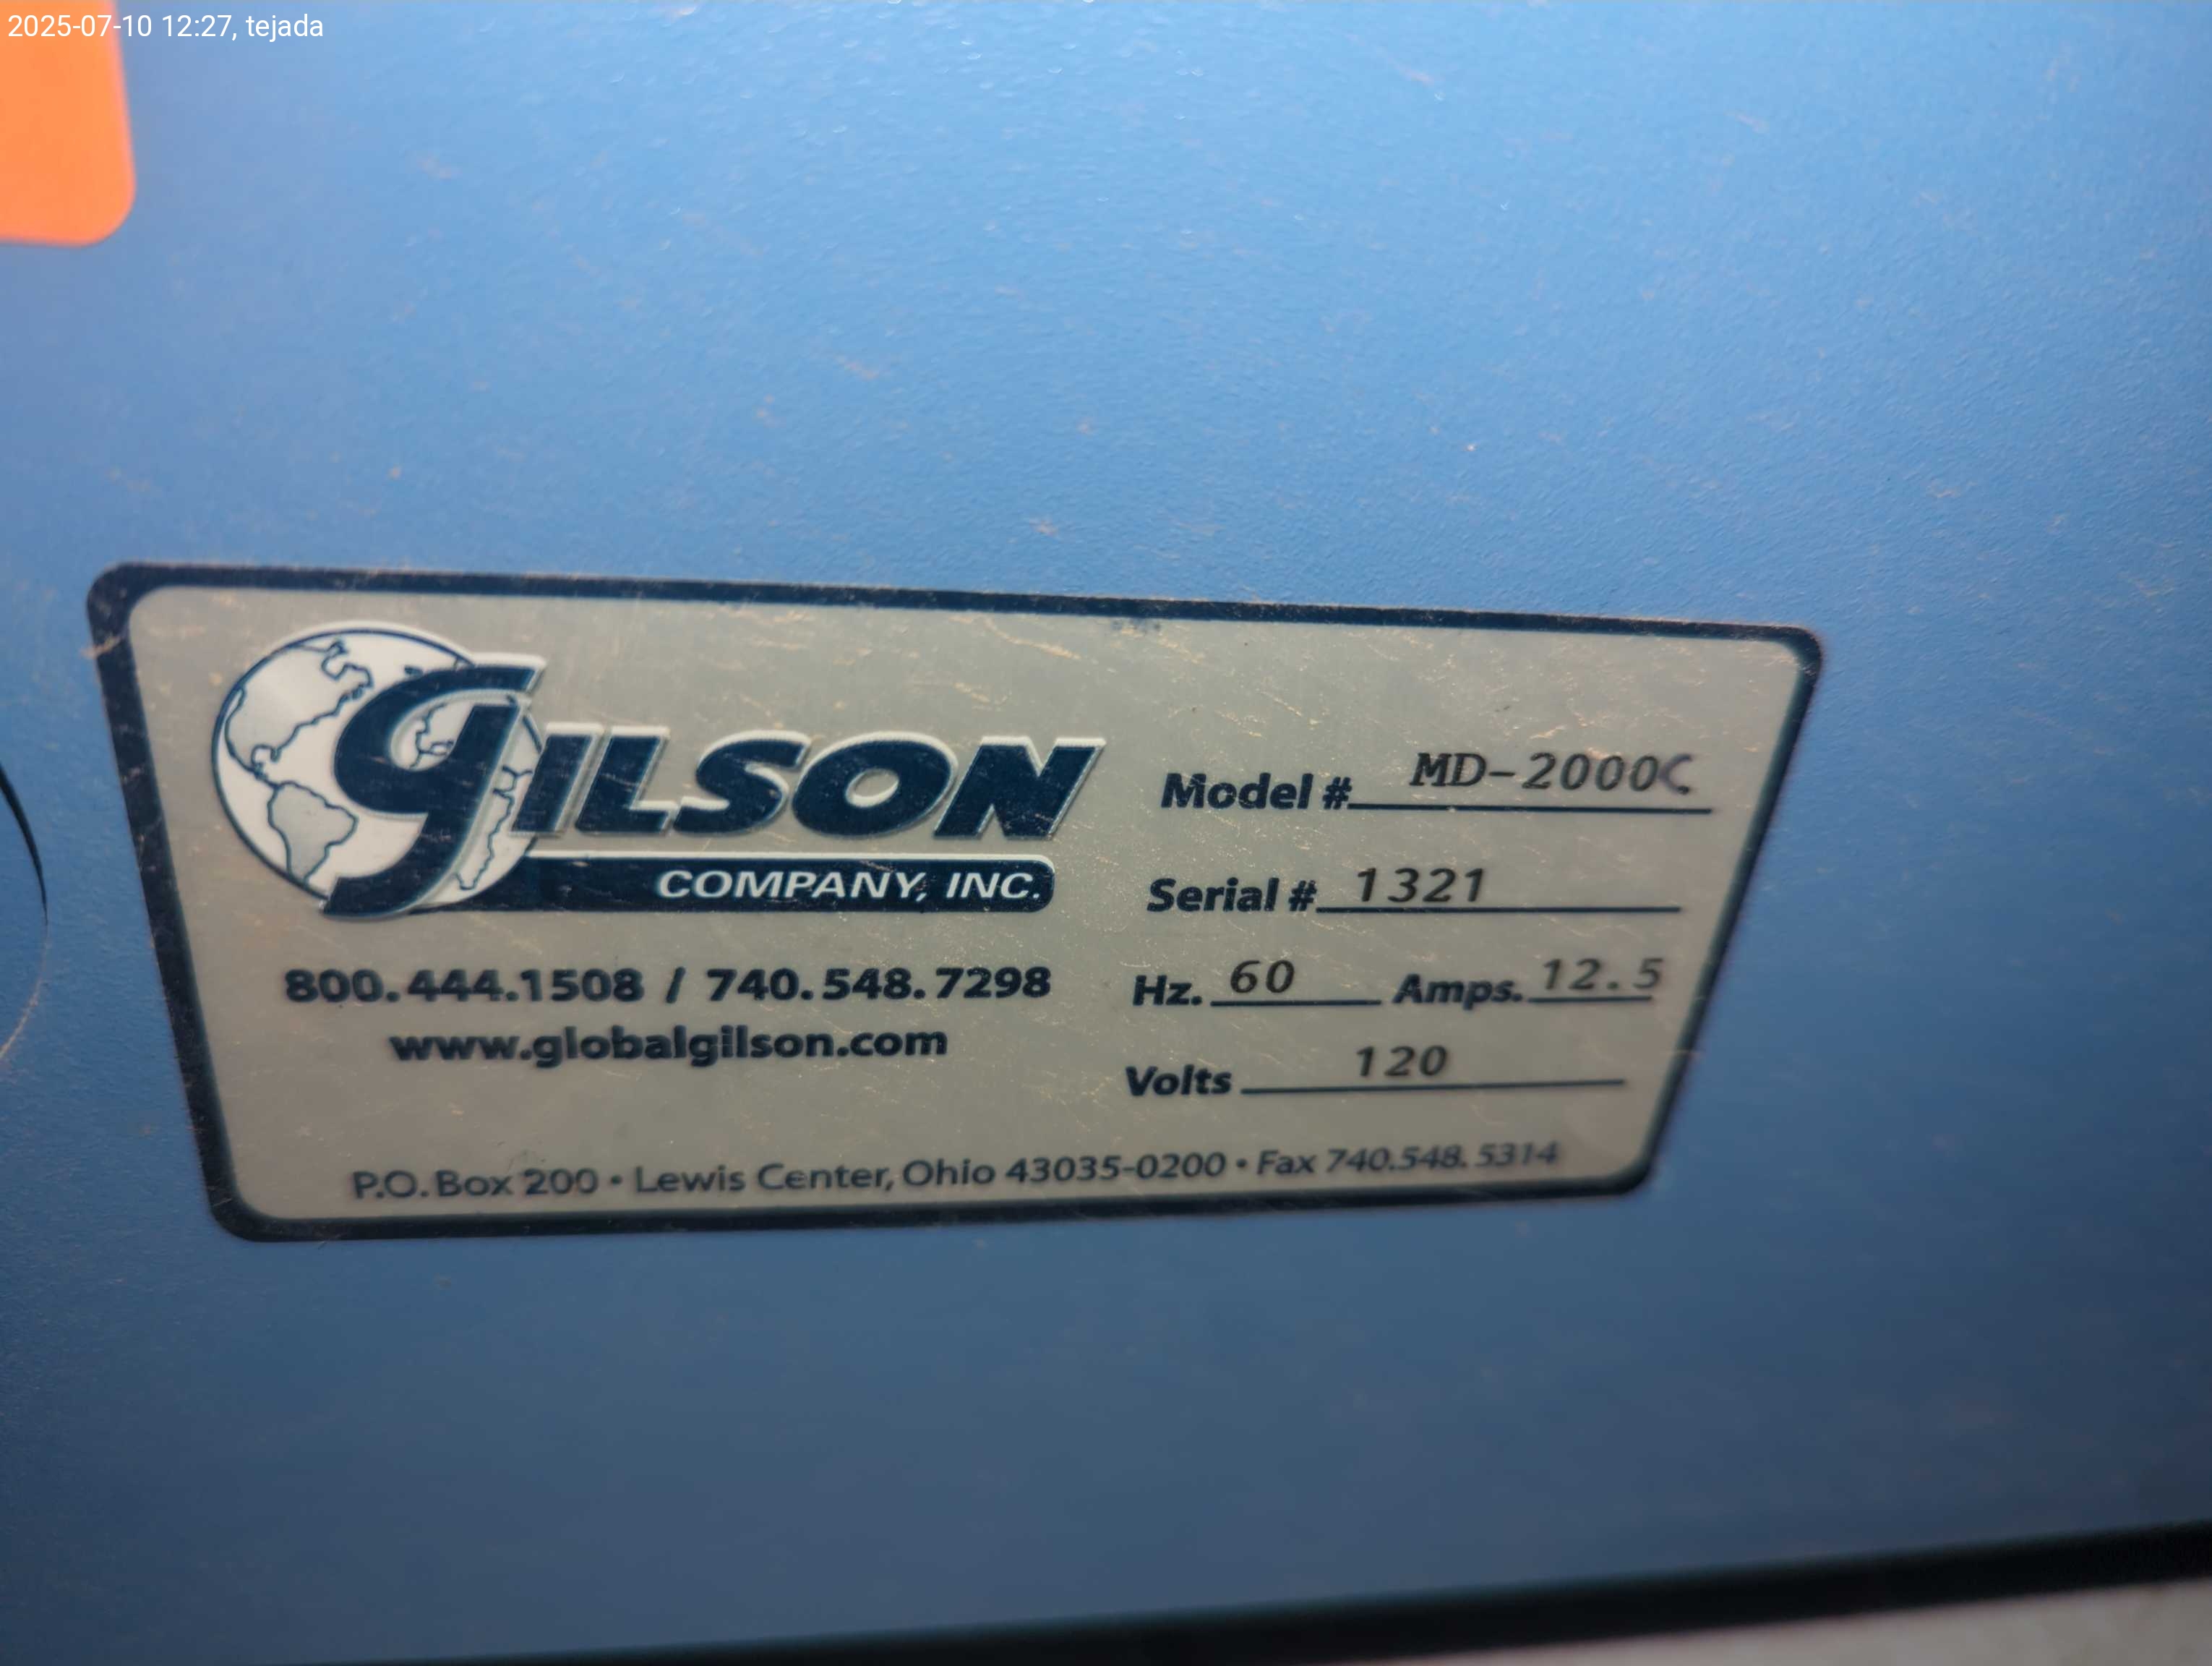 2025-07-10 12:27, tejada
GILSON
COMPANY, INC.
800.444.1508 / 740.548.7298
www.globalgilson.com
Model # MD-2000C
Serial # 1321
Hz. 60 Amps. 12.5
Volts 120
P.O. Box 200 • Lewis Center, Ohio 43035-0200 • Fax 740.548.5314